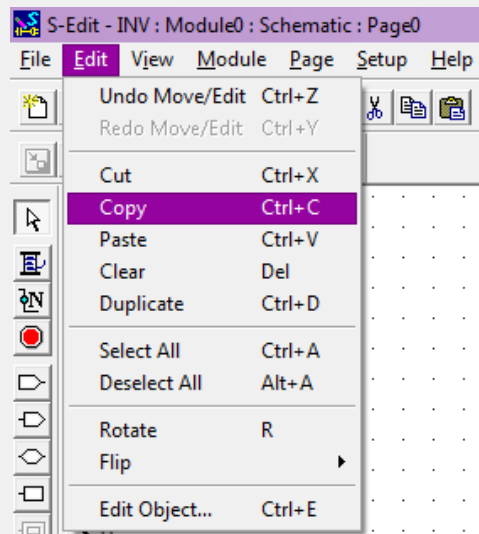 S-Edit - INV : Module0 : Schematic : Page0
File Edit View Module Page Setup Help
Undo Move/Edit Ctrl+Z
Redo Move/Edit Ctrl+Y
Cut Ctrl+X
Copy Ctrl+C
Paste Ctrl+V
Clear Del
Duplicate Ctrl+D
Select All Ctrl+A
Deselect All Alt+A
Rotate R
Flip
Edit Object... Ctrl+E
N